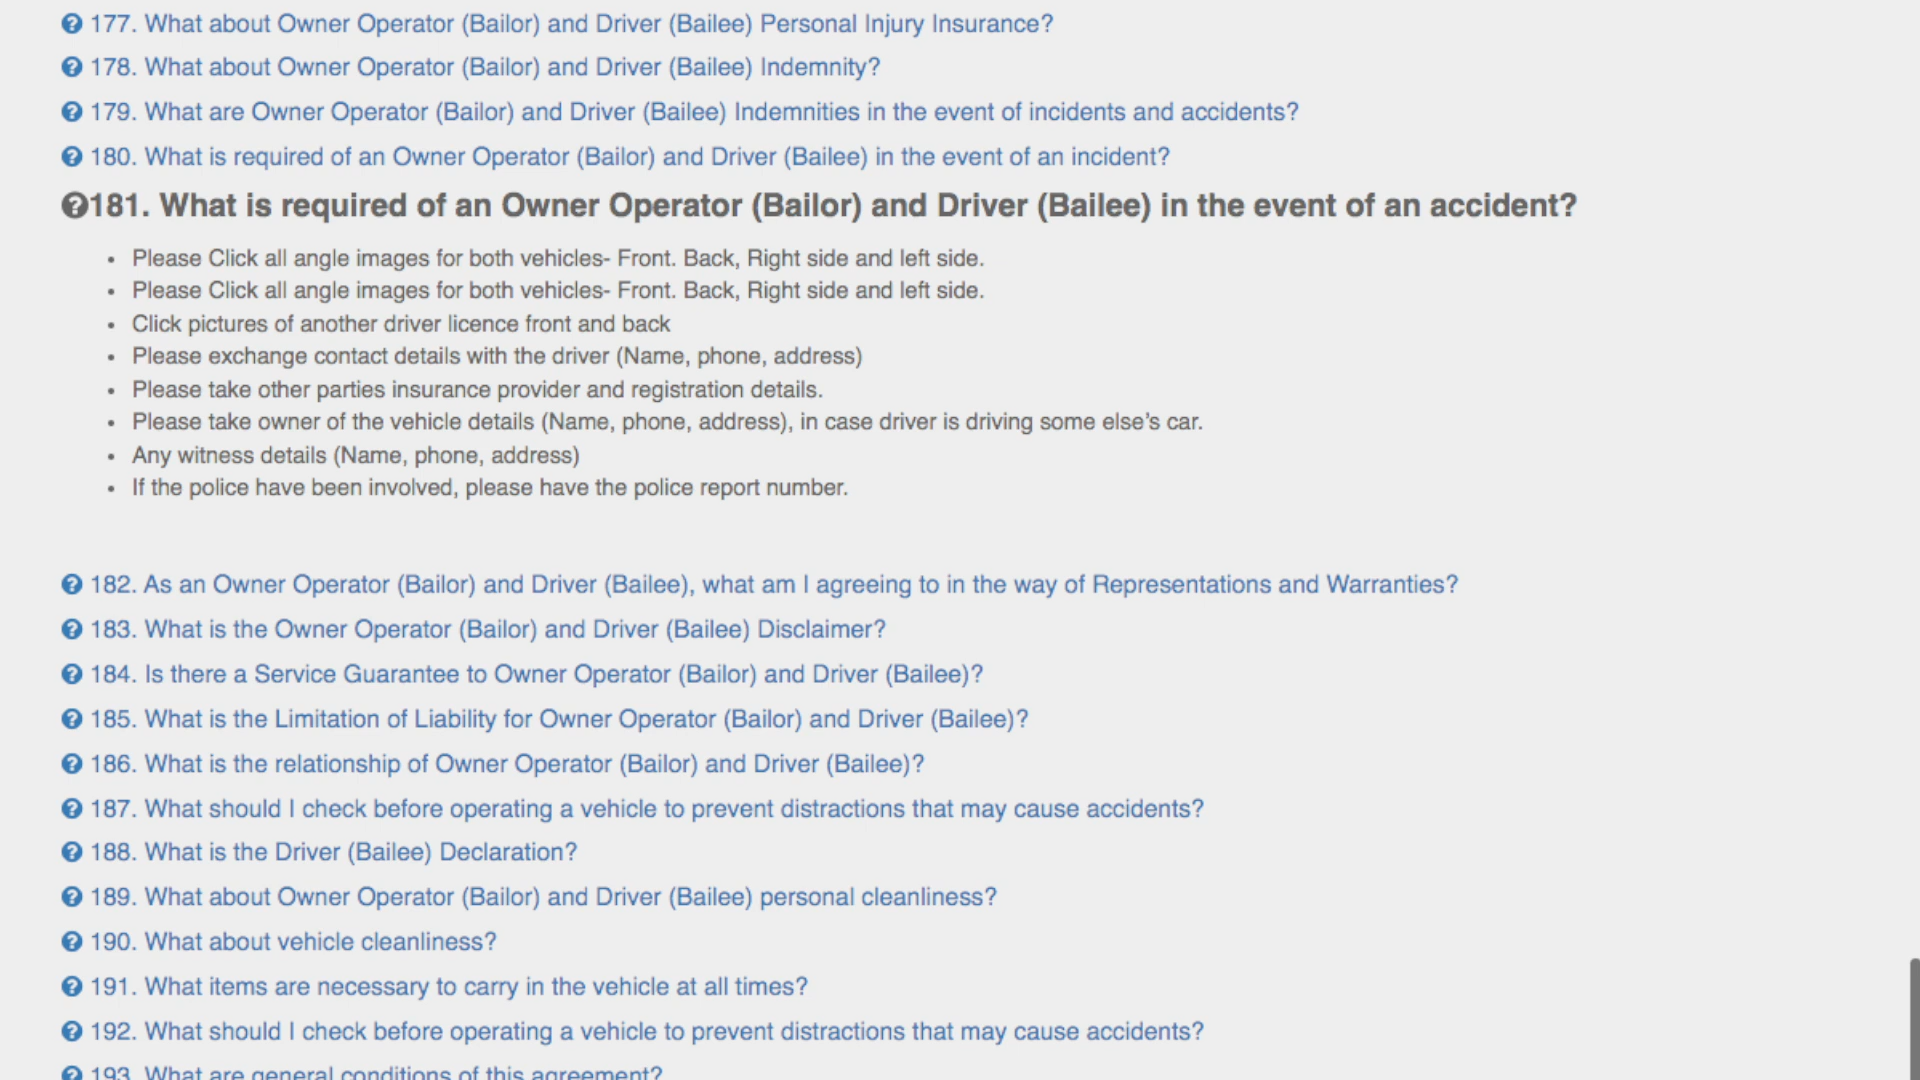 177. What about Owner Operator (Bailor) and Driver (Bailee) Personal Injury Insurance?
178. What about Owner Operator (Bailor) and Driver (Bailee) Indemnity?
179. What are Owner Operator (Bailor) and Driver (Bailee) Indemnities in the event of incidents and accidents?
180. What is required of an Owner Operator (Bailor) and Driver (Bailee) in the event of an incident?
181. What is required of an Owner Operator (Bailor) and Driver (Bailee) in the event of an accident?
• Please Click all angle images for both vehicles- Front. Back, Right side and left side.
• Please Click all angle images for both vehicles- Front. Back, Right side and left side.
• Click pictures of another driver licence front and back
• Please exchange contact details with the driver (Name, phone, address)
• Please take other parties insurance provider and registration details.
• Please take owner of the vehicle details (Name, phone, address), in case driver is driving some else’s car.
• Any witness details (Name, phone, address)
• If the police have been involved, please have the police report number.
182. As an Owner Operator (Bailor) and Driver (Bailee), what am I agreeing to in the way of Representations and Warranties?
183. What is the Owner Operator (Bailor) and Driver (Bailee) Disclaimer?
184. Is there a Service Guarantee to Owner Operator (Bailor) and Driver (Bailee)?
185. What is the Limitation of Liability for Owner Operator (Bailor) and Driver (Bailee)?
186. What is the relationship of Owner Operator (Bailor) and Driver (Bailee)?
187. What should I check before operating a vehicle to prevent distractions that may cause accidents?
188. What is the Driver (Bailee) Declaration?
189. What about Owner Operator (Bailor) and Driver (Bailee) personal cleanliness?
190. What about vehicle cleanliness?
191. What items are necessary to carry in the vehicle at all times?
192. What should I check before operating a vehicle to prevent distractions that may cause accidents?
193. What are general conditions of this agreement?